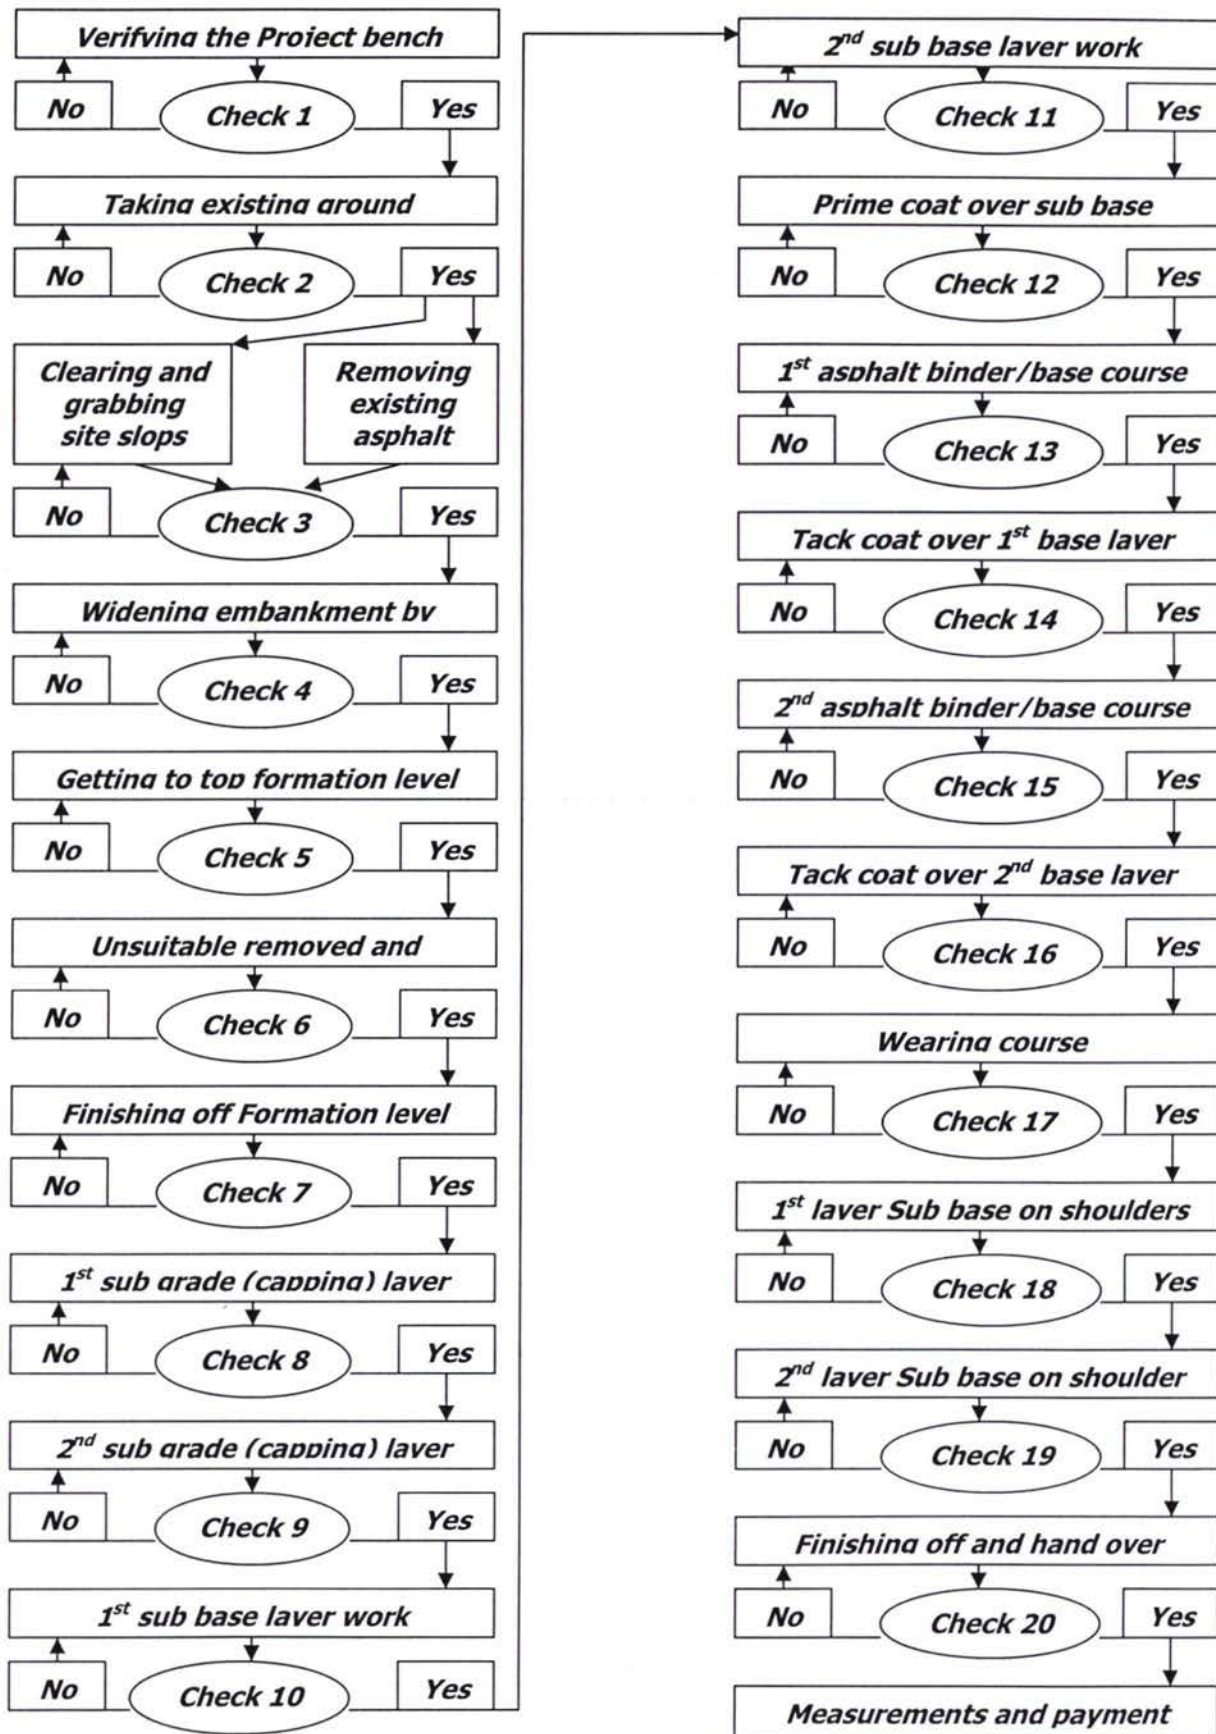 Verifying the Project bench
No
Check 1
Yes
Taking existing ground
No
Check 2
Yes
Clearing and
grabbing
site slops
Removing
existing
asphalt
No
Check 3
Yes
Widening embankment by
No
Check 4
Yes
Getting to top formation level
No
Check 5
Yes
Unsuitable removed and
No
Check 6
Yes
Finishing off Formation level
No
Check 7
Yes
1st sub grade (capping) layer
No
Check 8
Yes
2nd sub grade (capping) layer
No
Check 9
Yes
1st sub base layer work
No
Check 10
Yes
2nd sub base layer work
No
Check 11
Yes
Prime coat over sub base
No
Check 12
Yes
1st asphalt binder/base course
No
Check 13
Yes
Tack coat over 1st base layer
No
Check 14
Yes
2nd asphalt binder/base course
No
Check 15
Yes
Tack coat over 2nd base layer
No
Check 16
Yes
Wearing course
No
Check 17
Yes
1st layer Sub base on shoulders
No
Check 18
Yes
2nd layer Sub base on shoulder
No
Check 19
Yes
Finishing off and hand over
No
Check 20
Yes
Measurements and payment